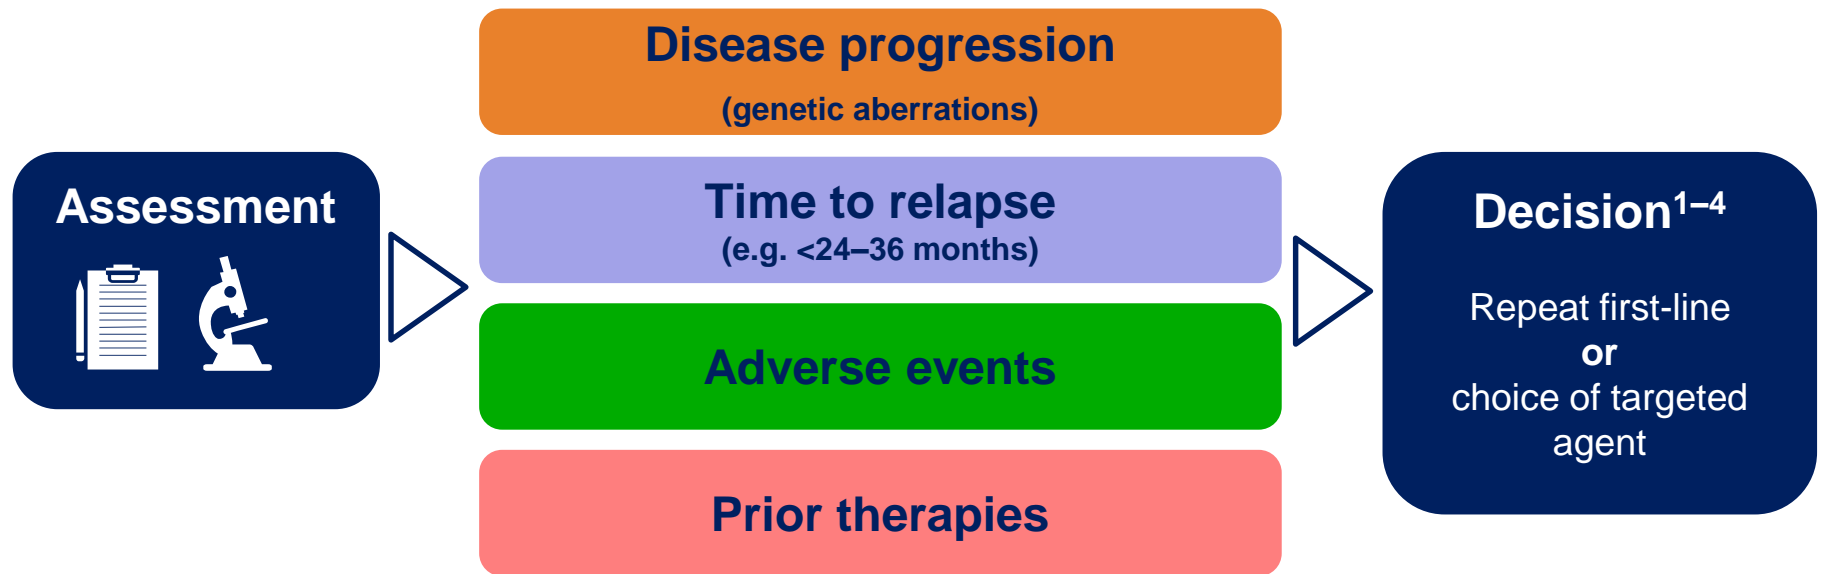 Assessment
Disease progression
(genetic aberrations)
Time to relapse
(e.g. <24–36 months)
Adverse events
Prior therapies
Decision¹⁻⁴
Repeat first-line
or
choice of targeted
agent